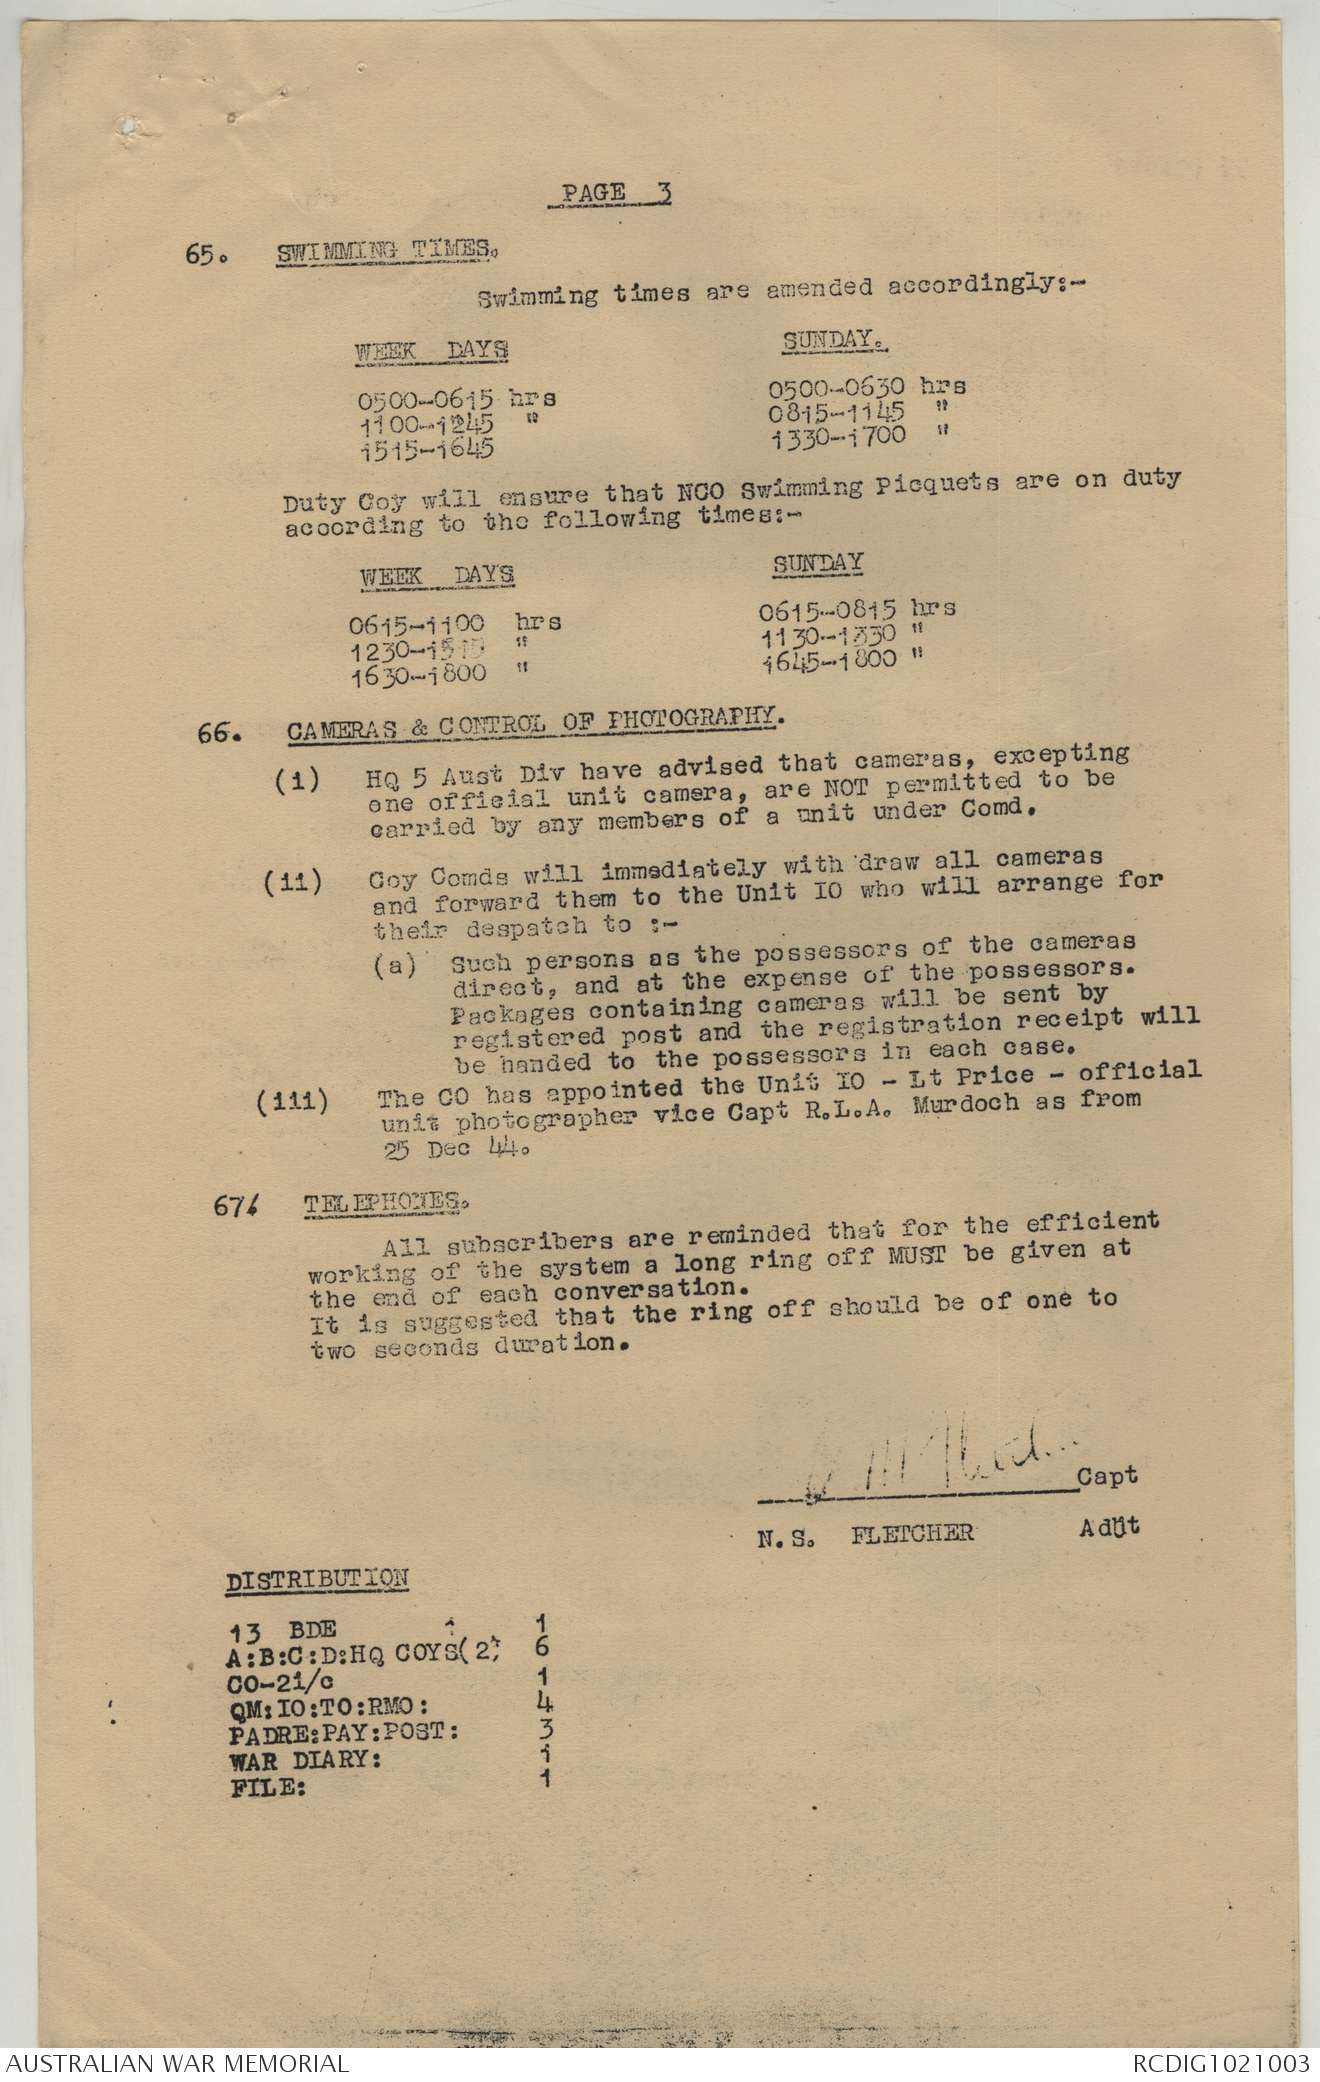 PAGE 3
65. SWIMMING TIMES.
Swimming times are amended accordingly:-
WEEK DAYS SUNDAY.
0500-0615 hrs 0500-0630 hrs
1100-1245 " 0815-1145 "
1515-1645 1330-1700 "
Duty Coy will ensure that NCO Swimming Picquets are on duty
according to the following times:-
WEEK DAYS SUNDAY
0615-1100 hrs 0615-0815 hrs
1230-1515 " 1130-1330 "
1630-1800 " 1645-1800 "
66. CAMERAS & CONTROL OF PHOTOGRAPHY.
(i) HQ 5 Aust Div have advised that cameras, excepting
one official unit camera, are NOT permitted to be
carried by any members of a unit under Comd.
(ii) Coy Comds will immediately with draw all cameras
and forward them to the Unit IO who will arrange for
their despatch to :-
(a) Such persons as the possessors of the cameras
direct, and at the expense of the possessors.
Packages containing cameras will be sent by
registered post and the registration receipt will
be handed to the possessors in each case.
(iii) The CO has appointed the Unit IO - Lt Price - official
unit photographer vice Capt R.L.A. Murdoch as from
25 Dec 44.
67. TELEPHONES.
All subscribers are reminded that for the efficient
working of the system a long ring off MUST be given at
the end of each conversation.
It is suggested that the ring off should be of one to
two seconds duration.
Capt
N.S. FLETCHER Adjt
DISTRIBUTION
13 BDE 1
A:B:C:D:HQ COYS(2) 6
CO-2i/c 1
QM:IO:TO:RMO: 4
PADRE:PAY:POST: 3
WAR DIARY: 1
FILE: 1
AUSTRALIAN WAR MEMORIAL RCDIG1021003